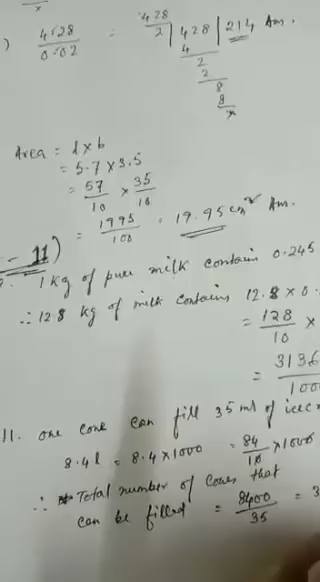 ) 4.28 / 0.02 = 428 / 2 | 428 | 214 Ans.
4
2
2
8
8
x
Area = l x b
= 5.7 x 3.5
= 57/10 x 35/10
= 1995/100 = 19.95 cm² Ans.
- 11)
1 kg of pure milk contain 0.245
∴ 12.8 kg of milk contains 12.8 x 0.
= 128/10 x
= 3136/100
11. one cone can fill 35 ml of icec
8.4 l = 8.4 x 1000 = 84/10 x 1000
∴ Total number of cones that
can be filled = 8400/35 =